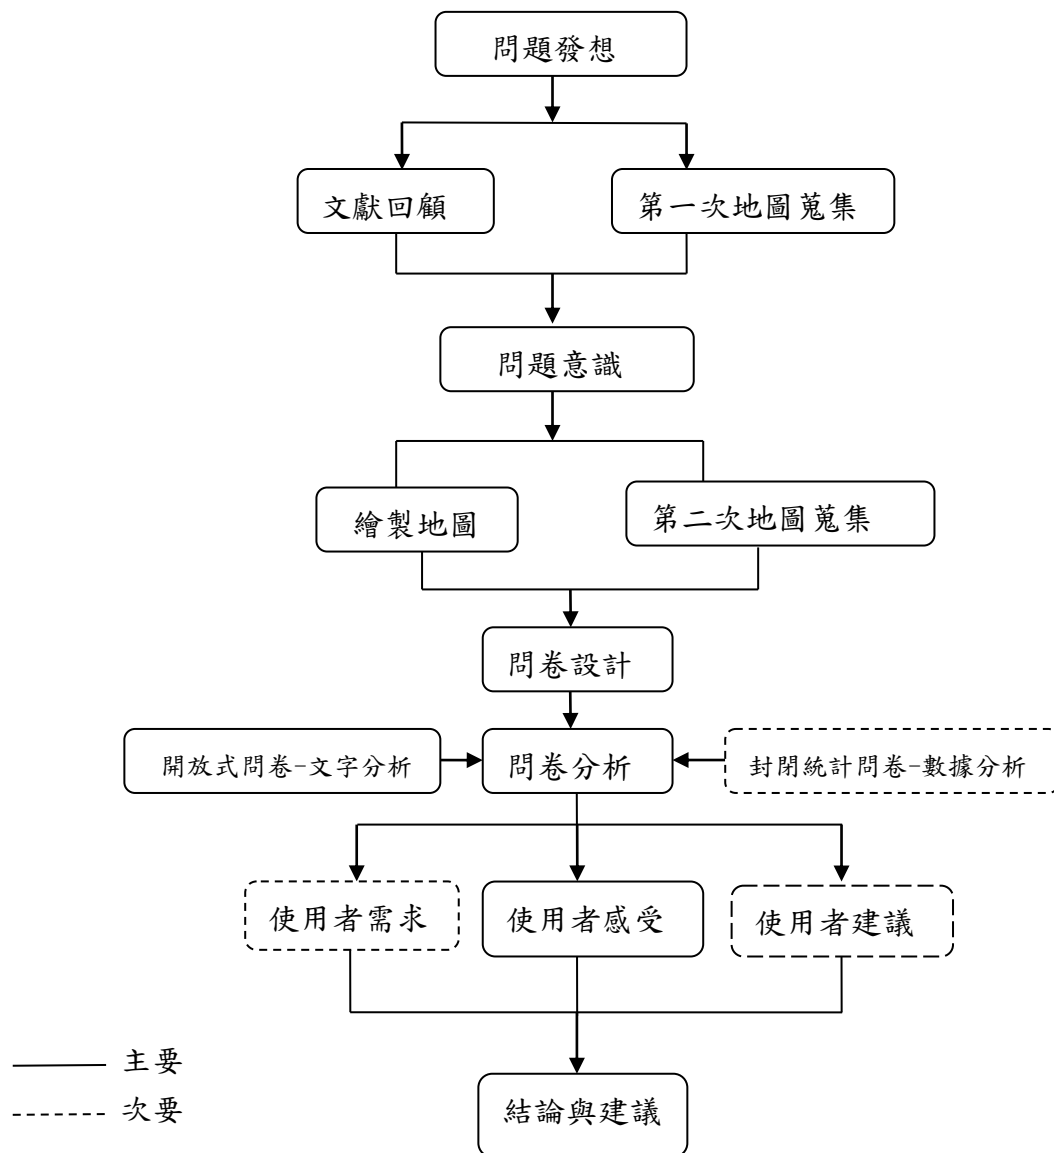 問題發想
文獻回顧
第一次地圖蒐集
問題意識
繪製地圖
第二次地圖蒐集
問卷設計
開放式問卷-文字分析
問卷分析
封閉統計問卷-數據分析
使用者需求
使用者感受
使用者建議
主要
次要
結論與建議